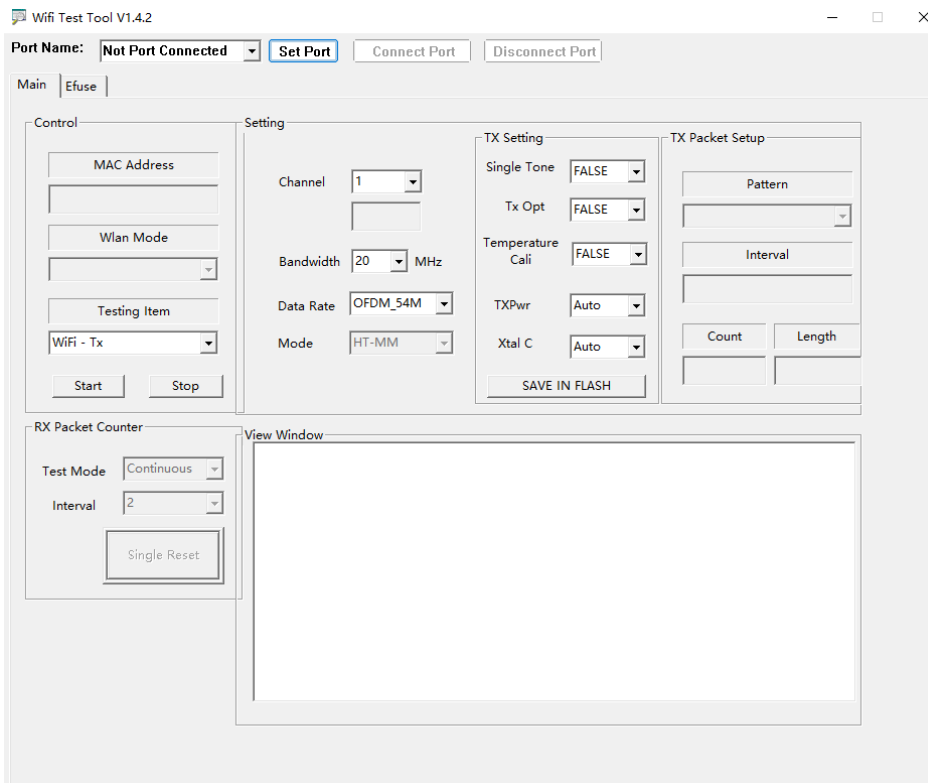 Wifi Test Tool V1.4.2
Port Name: Not Port Connected Set Port Connect Port Disconnect Port
Main Efuse
Control
MAC Address
Wlan Mode
Testing Item
WiFi - Tx
Start Stop
Setting
Channel 1
Bandwidth 20 MHz
Data Rate OFDM_54M
Mode HT-MM
TX Setting
Single Tone FALSE
Tx Opt FALSE
Temperature
Cali FALSE
TXPwr Auto
Xtal C Auto
SAVE IN FLASH
TX Packet Setup
Pattern
Interval
Count Length
RX Packet Counter
Test Mode Continuous
Interval 2
Single Reset
View Window